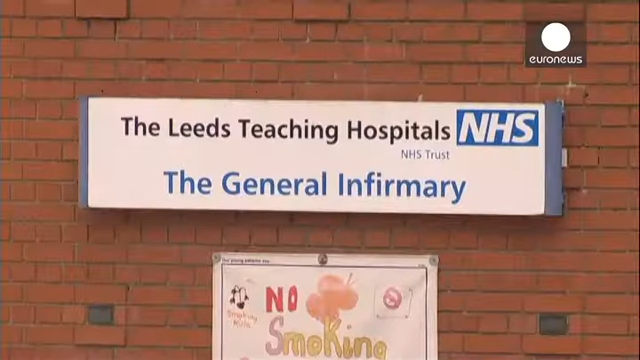 euronews
The Leeds Teaching Hospitals NHS
NHS Trust
The General Infirmary
NO
Smoking